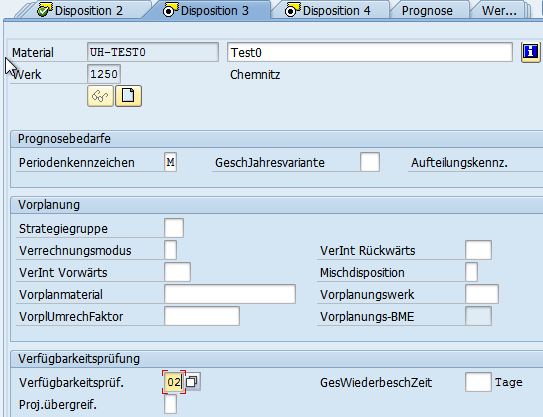 Disposition 2 Disposition 3 Disposition 4 Prognose Wer...
Material UH-TEST0 Test0
Werk 1250 Chemnitz
Prognosebedarfe
Periodenkennzeichen M GeschJahresvariante Aufteilungskennz.
Vorplanung
Strategiegruppe
Verrechnungsmodus VerInt Rückwärts
VerInt Vorwärts Mischdisposition
Vorplanmaterial Vorplanungswerk
VorplUmrechFaktor Vorplanungs-BME
Verfügbarkeitsprüfung
Verfügbarkeitsprüf. 02 GesWiederbeschZeit Tage
Proj.übergreif.